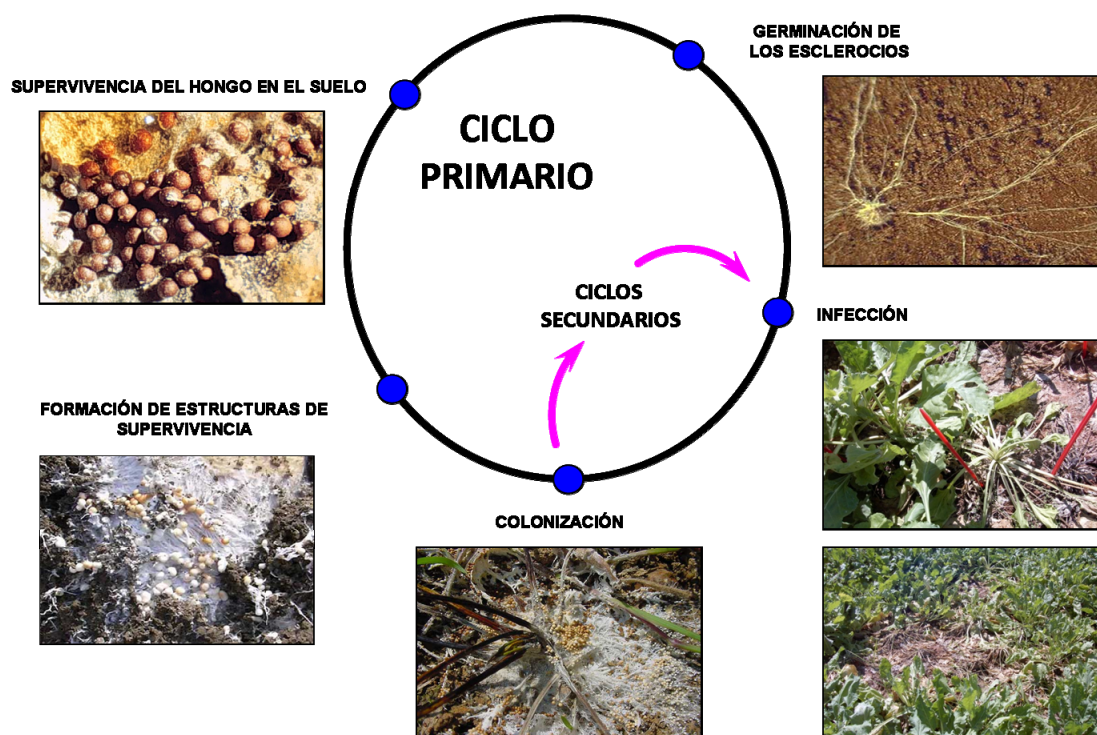 GERMINACIÓN DE
LOS ESCLEROCIOS
SUPERVIVENCIA DEL HONGO EN EL SUELO
CICLO
PRIMARIO
CICLOS
SECUNDARIOS
INFECCIÓN
FORMACIÓN DE ESTRUCTURAS DE
SUPERVIVENCIA
COLONIZACIÓN